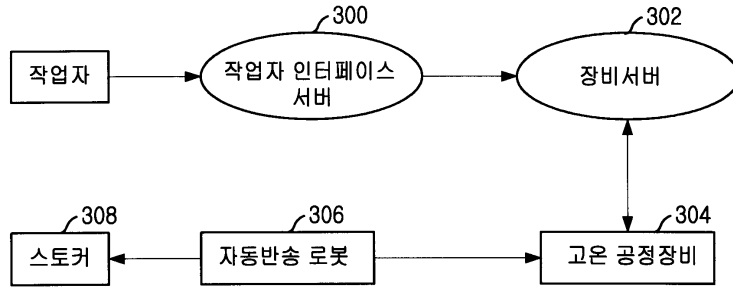 300
302
작업자
작업자 인터페이스
서버
장비서버
308
306
304
스토커
자동반송 로봇
고온 공정장비